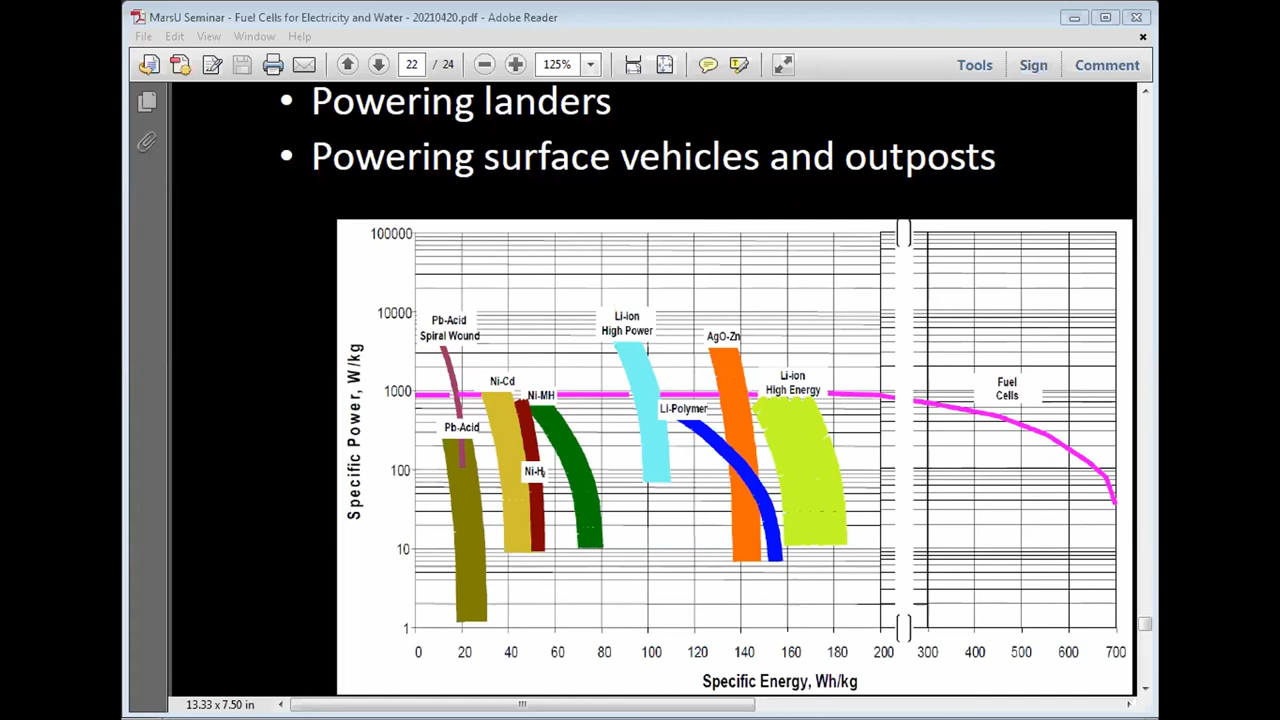 MarsU Seminar - Fuel Cells for Electricity and Water - 20210420.pdf - Adobe Reader
File Edit View Window Help
22 / 24 125% Tools Sign Comment
• Powering landers
• Powering surface vehicles and outposts
100000
10000
1000
100
10
1
Specific Power, W/kg
Pb-Acid
Spiral Wound
Pb-Acid
Ni-Cd
Ni-MH
Ni-H₂
Li-ion
High Power
Li-Polymer
AgO-Zn
Li-ion
High Energy
Fuel
Cells
0 20 40 60 80 100 120 140 160 180 200 300 400 500 600 700
Specific Energy, Wh/kg
13.33 x 7.50 in